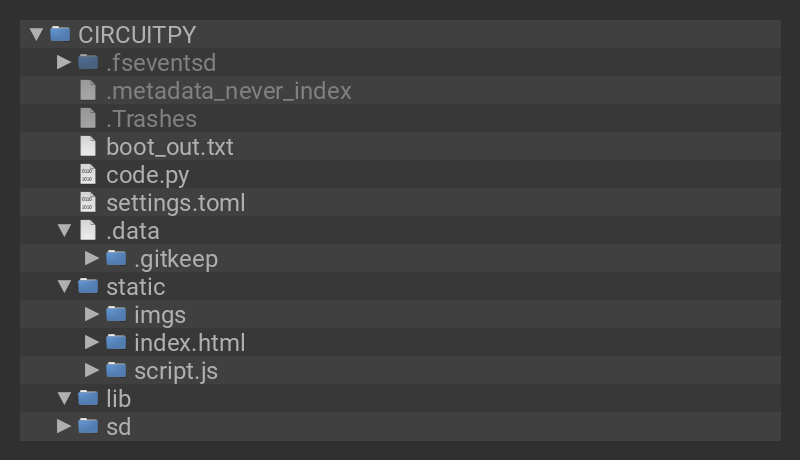 CIRCUITPY
.fseventsd
.metadata_never_index
.Trashes
boot_out.txt
code.py
settings.toml
.data
.gitkeep
static
imgs
index.html
script.js
lib
sd